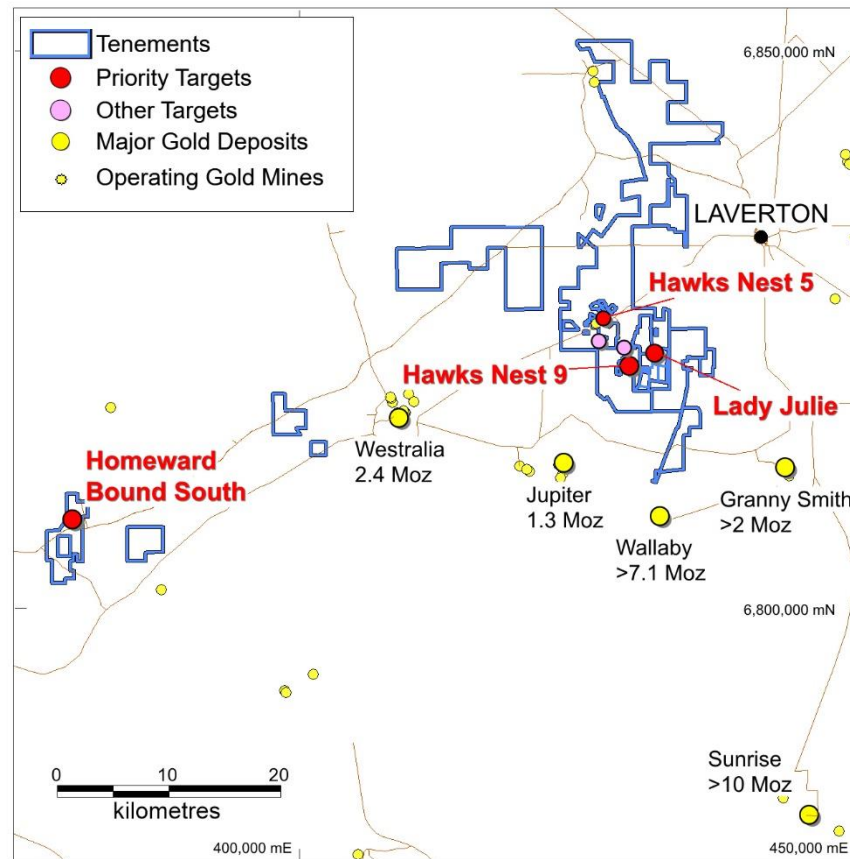 Tenements
Priority Targets
Other Targets
Major Gold Deposits
Operating Gold Mines
6,850,000 mN
LAVERTON
Hawks Nest 5
Hawks Nest 9
Lady Julie
Westralia
2.4 Moz
Homeward
Bound South
Jupiter
1.3 Moz
Granny Smith
>2 Moz
Wallaby
>7.1 Moz
6,800,000 mN
Sunrise
>10 Moz
0 10 20
kilometres
400,000 mE
450,000 mE